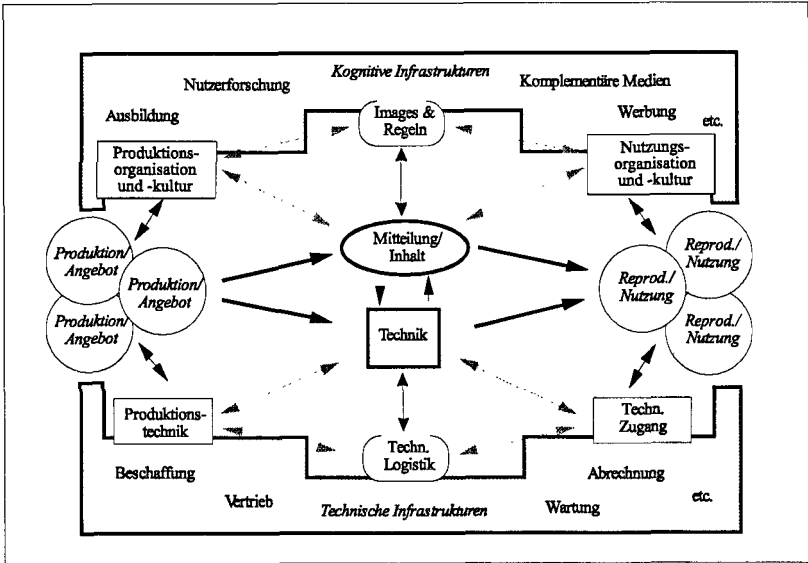 Kognitive Infrastrukturen
Nutzerforschung
Komplementäre Medien
Ausbildung
Images &
Regeln
Werbung
etc.
Produktions-
organisation
und -kultur
Nutzungs-
organisation
und -kultur
Mitteilung/
Inhalt
Produktion/
Angebot
Produktion/
Angebot
Produktion/
Angebot
Reprod./
Nutzung
Reprod./
Nutzung
Reprod./
Nutzung
Technik
Produktions-
technik
Techn.
Zugang
Techn.
Logistik
Beschaffung
Abrechnung
Vertrieb
Technische Infrastrukturen
Wartung
etc.